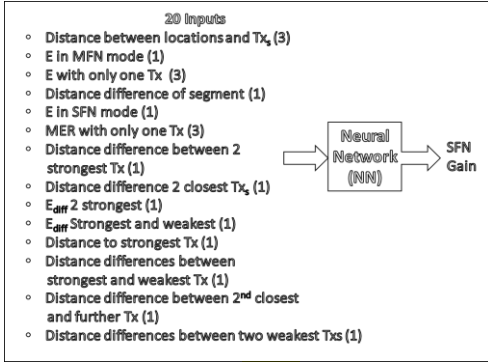 20 Inputs
◦ Distance between locations and Txs (3)
◦ E in MFN mode (1)
◦ E with only one Tx (3)
◦ Distance difference of segment (1)
◦ E in SFN mode (1)
◦ MER with only one Tx (3)
◦ Distance difference between 2
strongest Tx (1)
◦ Distance difference 2 closest Txs (1)
◦ Ediff 2 strongest (1)
◦ Ediff Strongest and weakest (1)
◦ Distance to strongest Tx (1)
◦ Distance differences between
strongest and weakest Tx (1)
◦ Distance difference between 2nd closest
and further Tx (1)
◦ Distance differences between two weakest Txs (1)
Neural
Network
(NN)
SFN
Gain